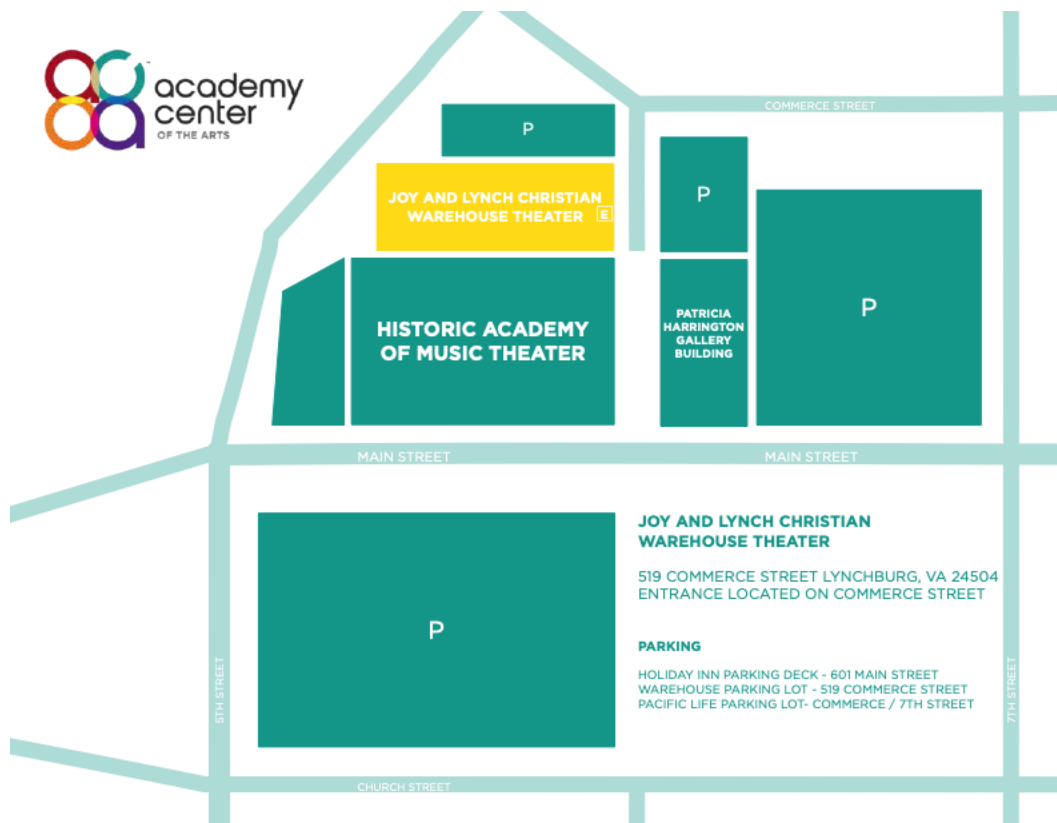 academy
center
OF THE ARTS
COMMERCE STREET
P
P
JOY AND LYNCH CHRISTIAN
WAREHOUSE THEATER
E
P
HISTORIC ACADEMY
OF MUSIC THEATER
PATRICIA
HARRINGTON
GALLERY
BUILDING
MAIN STREET
MAIN STREET
P
JOY AND LYNCH CHRISTIAN
WAREHOUSE THEATER
519 COMMERCE STREET LYNCHBURG, VA 24504
ENTRANCE LOCATED ON COMMERCE STREET
PARKING
HOLIDAY INN PARKING DECK - 601 MAIN STREET
WAREHOUSE PARKING LOT - 519 COMMERCE STREET
PACIFIC LIFE PARKING LOT- COMMERCE / 7TH STREET
5TH STREET
7TH STREET
CHURCH STREET